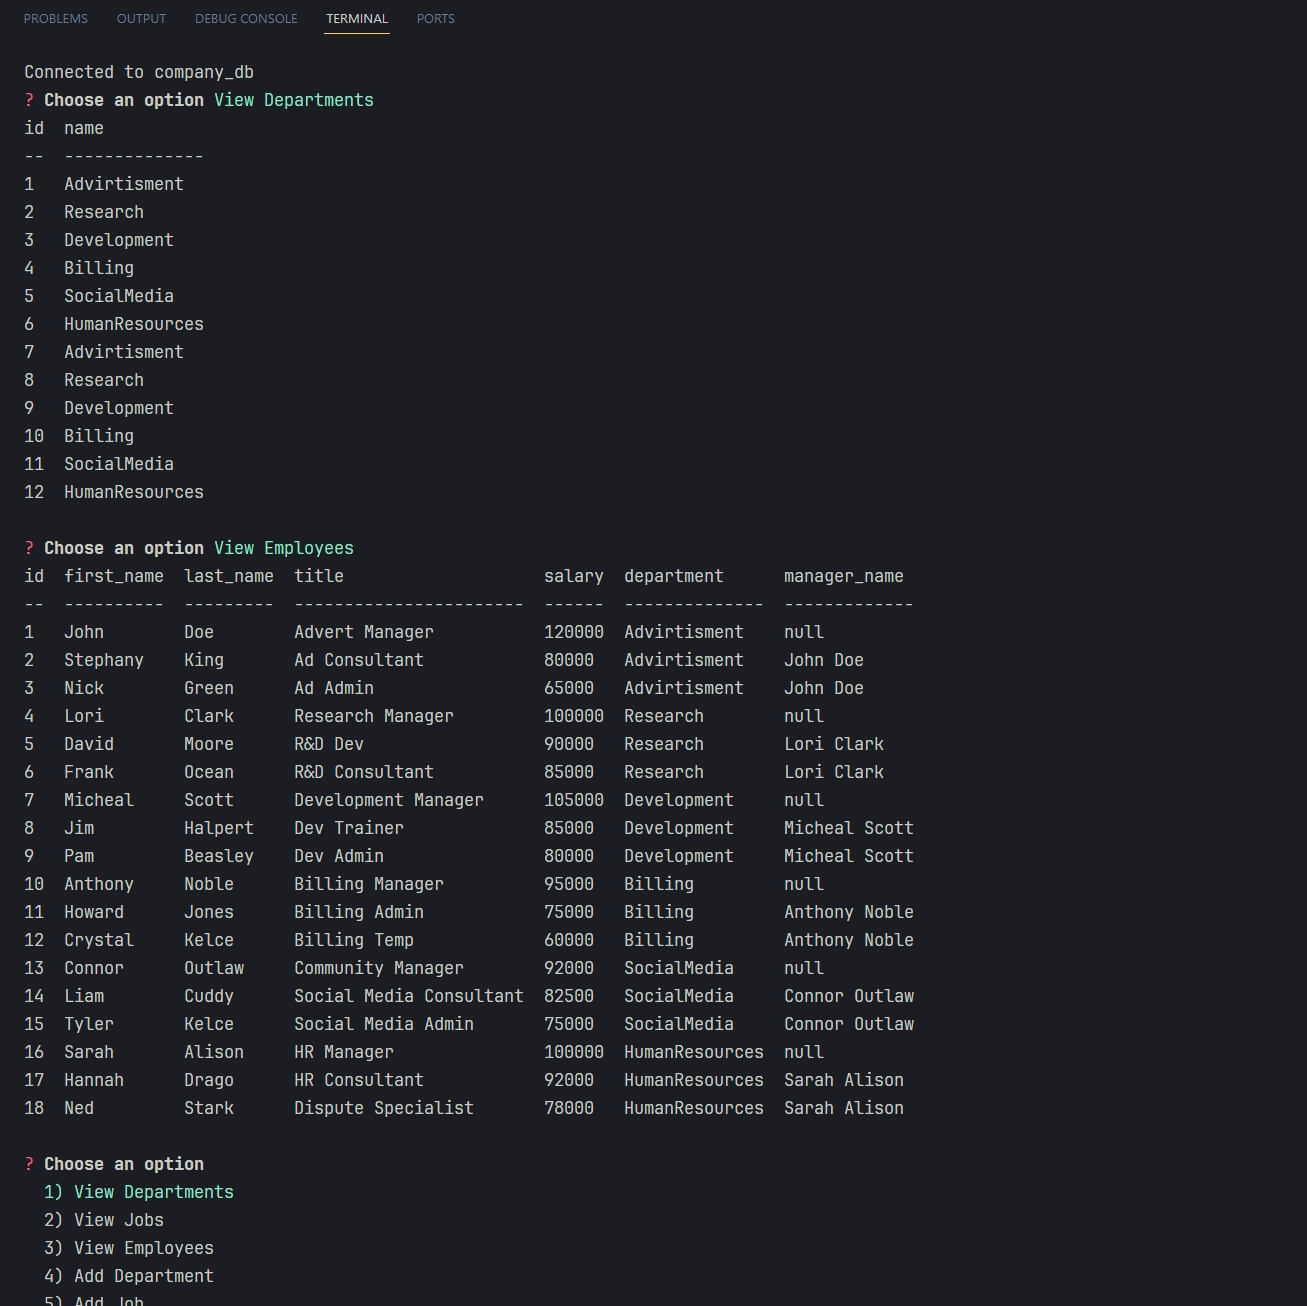 PROBLEMS OUTPUT DEBUG CONSOLE TERMINAL PORTS
Connected to company_db
? Choose an option View Departments
id  name
--  --------------
1   Advirtisment
2   Research
3   Development
4   Billing
5   SocialMedia
6   HumanResources
7   Advirtisment
8   Research
9   Development
10  Billing
11  SocialMedia
12  HumanResources
? Choose an option View Employees
id  first_name  last_name  title                    salary  department      manager_name
--  ----------  ---------  -----------------------  ------  --------------  -------------
1   John        Doe        Advert Manager           120000  Advirtisment    null
2   Stephany    King       Ad Consultant            80000   Advirtisment    John Doe
3   Nick        Green      Ad Admin                 65000   Advirtisment    John Doe
4   Lori        Clark      Research Manager         100000  Research        null
5   David       Moore      R&D Dev                  90000   Research        Lori Clark
6   Frank       Ocean      R&D Consultant           85000   Research        Lori Clark
7   Micheal     Scott      Development Manager      105000  Development     null
8   Jim         Halpert    Dev Trainer              85000   Development     Micheal Scott
9   Pam         Beasley    Dev Admin                80000   Development     Micheal Scott
10  Anthony     Noble      Billing Manager          95000   Billing         null
11  Howard      Jones      Billing Admin            75000   Billing         Anthony Noble
12  Crystal     Kelce      Billing Temp             60000   Billing         Anthony Noble
13  Connor      Outlaw     Community Manager        92000   SocialMedia     null
14  Liam        Cuddy      Social Media Consultant  82500   SocialMedia     Connor Outlaw
15  Tyler       Kelce      Social Media Admin       75000   SocialMedia     Connor Outlaw
16  Sarah       Alison     HR Manager               100000  HumanResources  null
17  Hannah      Drago      HR Consultant            92000   HumanResources  Sarah Alison
18  Ned         Stark      Dispute Specialist       78000   HumanResources  Sarah Alison
? Choose an option
1) View Departments
2) View Jobs
3) View Employees
4) Add Department
5) Add Job